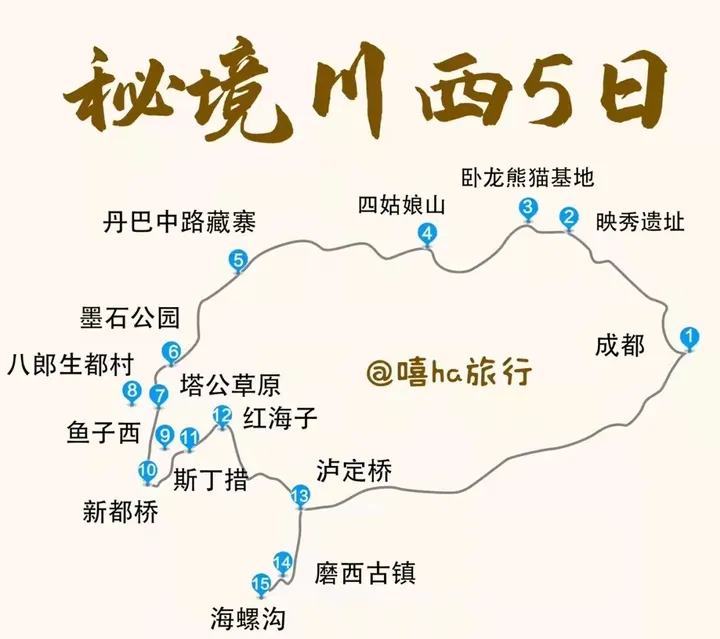 秘境川西5日
卧龙熊猫基地
四姑娘山
3
2
映秀遗址
丹巴中路藏寨
4
5
墨石公园
成都
1
6
@嘻ha旅行
八郎生都村
8
7
塔公草原
12
红海子
鱼子西
9
11
10
斯丁措
泸定桥
新都桥
13
14
磨西古镇
15
海螺沟